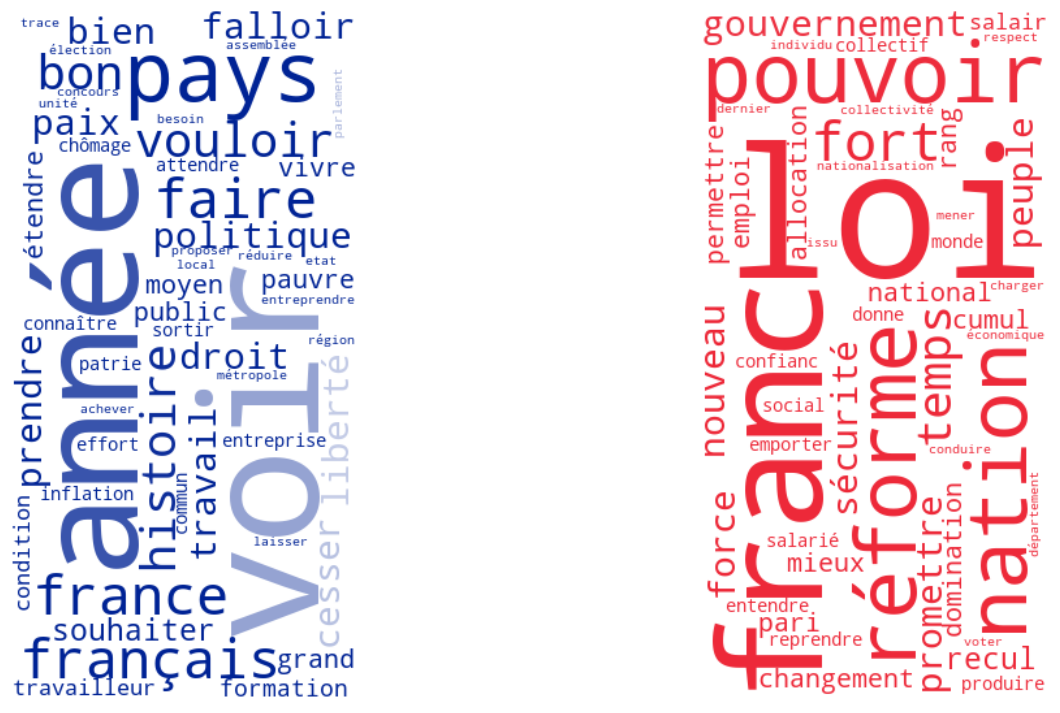 trace
bien
falloir
élection
assemblée
bon
pays
concours
unité
parlement
paix
besoin
vouloir
chômage
attendre
vivre
étendre
année
faire
politique
proposer
réduire
etat
local
moyen
pauvre
voir
entreprendre
public
connaître
sortir
région
prendre
patrie
histoire
droit
liberté
métropole
achever
travail
effort
entreprise
inflation
commun
condition
laisser
cesser
france
souhaiter
français
grand
travailleur
formation
gouvernement
salair
respect
individu
collectif
pouvoir
dernier
collectivité
rang
permettre
emploi
allocation
fort
nationalisation
peuple
loi
mener
issu
monde
national
charger
donne
cumul
nouveau
franc
économique
temps
réforme
confianc
sécurité
nation
social
emporter
conduire
département
force
salarié
mieux
domination
promettre
entendre
pari
reprendre
voter
recul
changement
produire